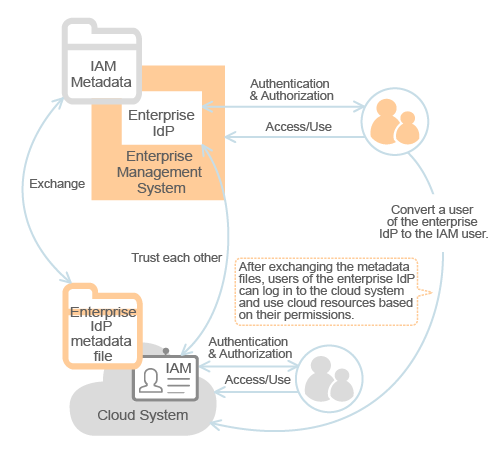 IAM
Metadata
Enterprise
IdP
Enterprise
Management
System
Authentication
& Authorization
Access/Use
Exchange
Trust each other
Convert a user
of the enterprise
IdP to the IAM user.
After exchanging the metadata
files, users of the enterprise IdP
can log in to the cloud system
and use cloud resources based
on their permissions.
Enterprise
IdP
metadata
file
IAM
Cloud System
Authentication
& Authorization
Access/Use